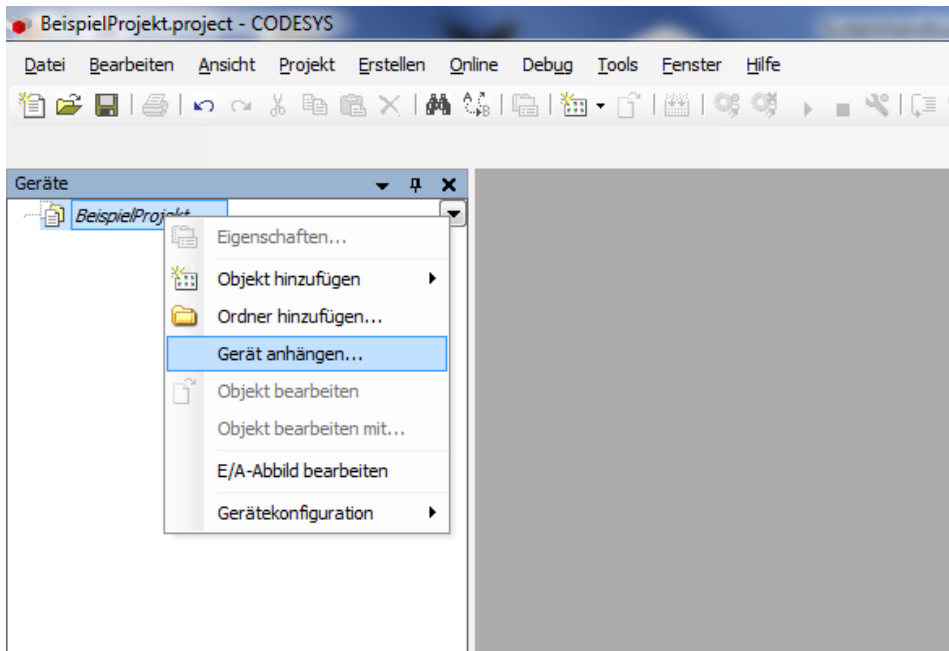 BeispielProjekt.project - CODESYS
Datei Bearbeiten Ansicht Projekt Erstellen Online Debug Tools Fenster Hilfe
Geräte
BeispielProjekt
Eigenschaften...
Objekt hinzufügen
Ordner hinzufügen...
Gerät anhängen...
Objekt bearbeiten
Objekt bearbeiten mit...
E/A-Abbild bearbeiten
Gerätekonfiguration